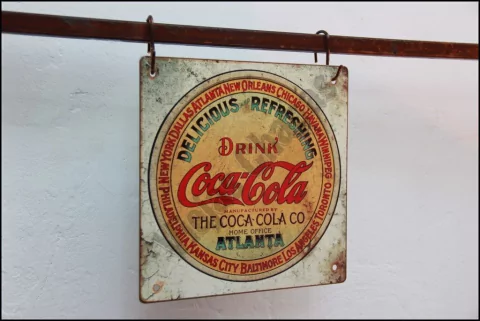 NEW YORK DALLAS ATLANTA NEW ORLEANS CHICAGO HAVANA WINNIPEG
PHILADELPHIA KANSAS CITY BALTIMORE LOS ANGELES TORONTO
DELICIOUS REFRESHING
DRINK
Coca-Cola
MANUFACTURED BY
THE COCA-COLA CO
HOME OFFICE
ATLANTA